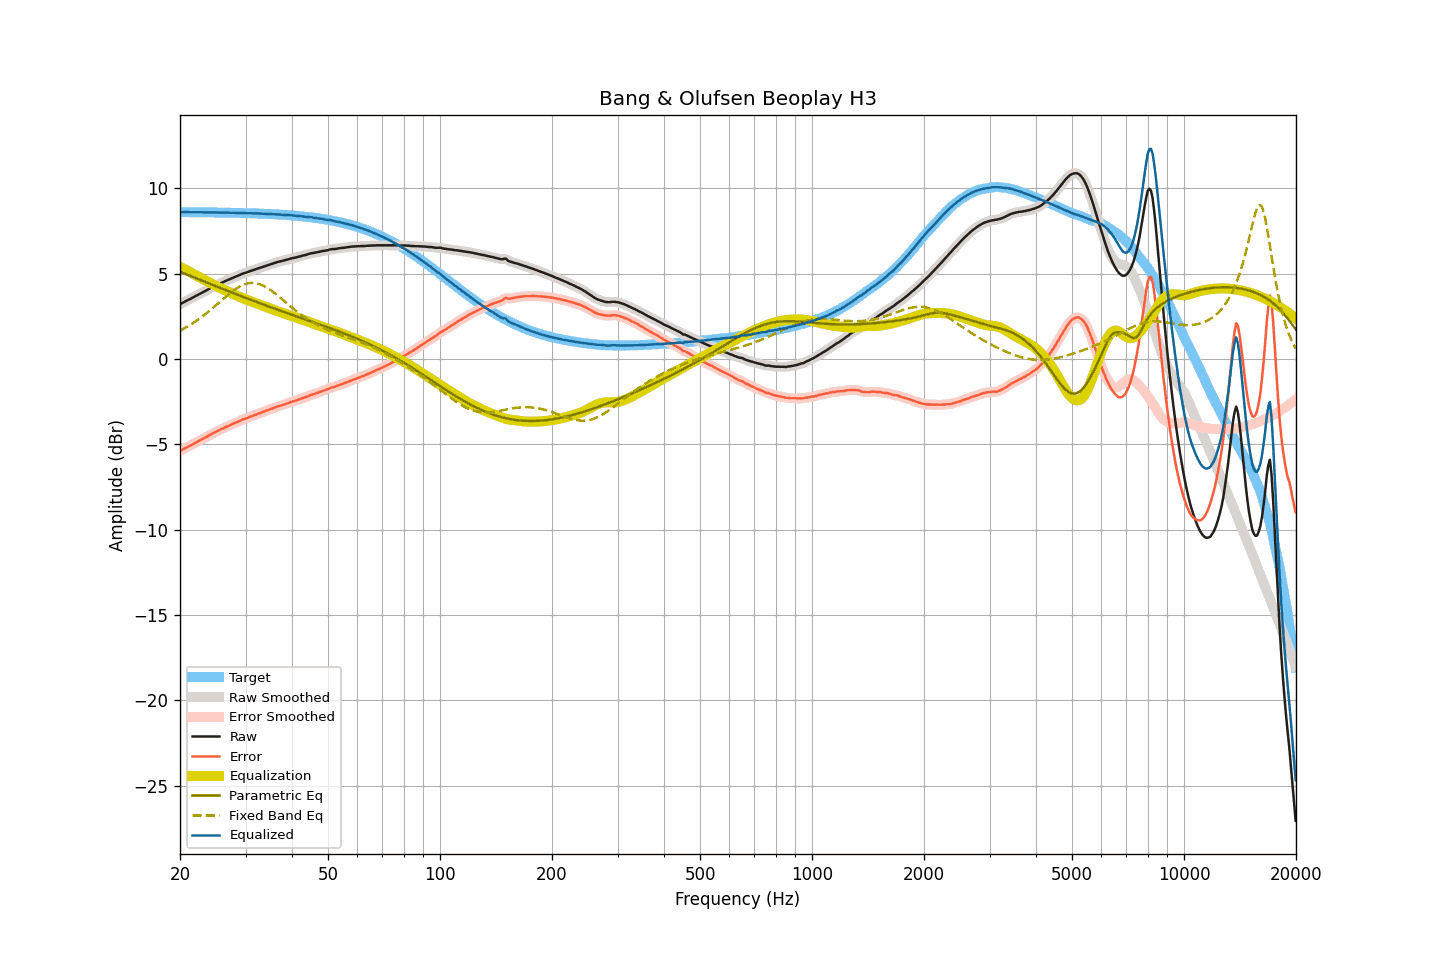 Bang & Olufsen Beoplay H3
Amplitude (dBr)
10
5
0
−5
−10
−15
−20
−25
Target
Raw Smoothed
Error Smoothed
Raw
Error
Equalization
Parametric Eq
Fixed Band Eq
Equalized
20 50 100 200 500 1000 2000 5000 10000 20000
Frequency (Hz)